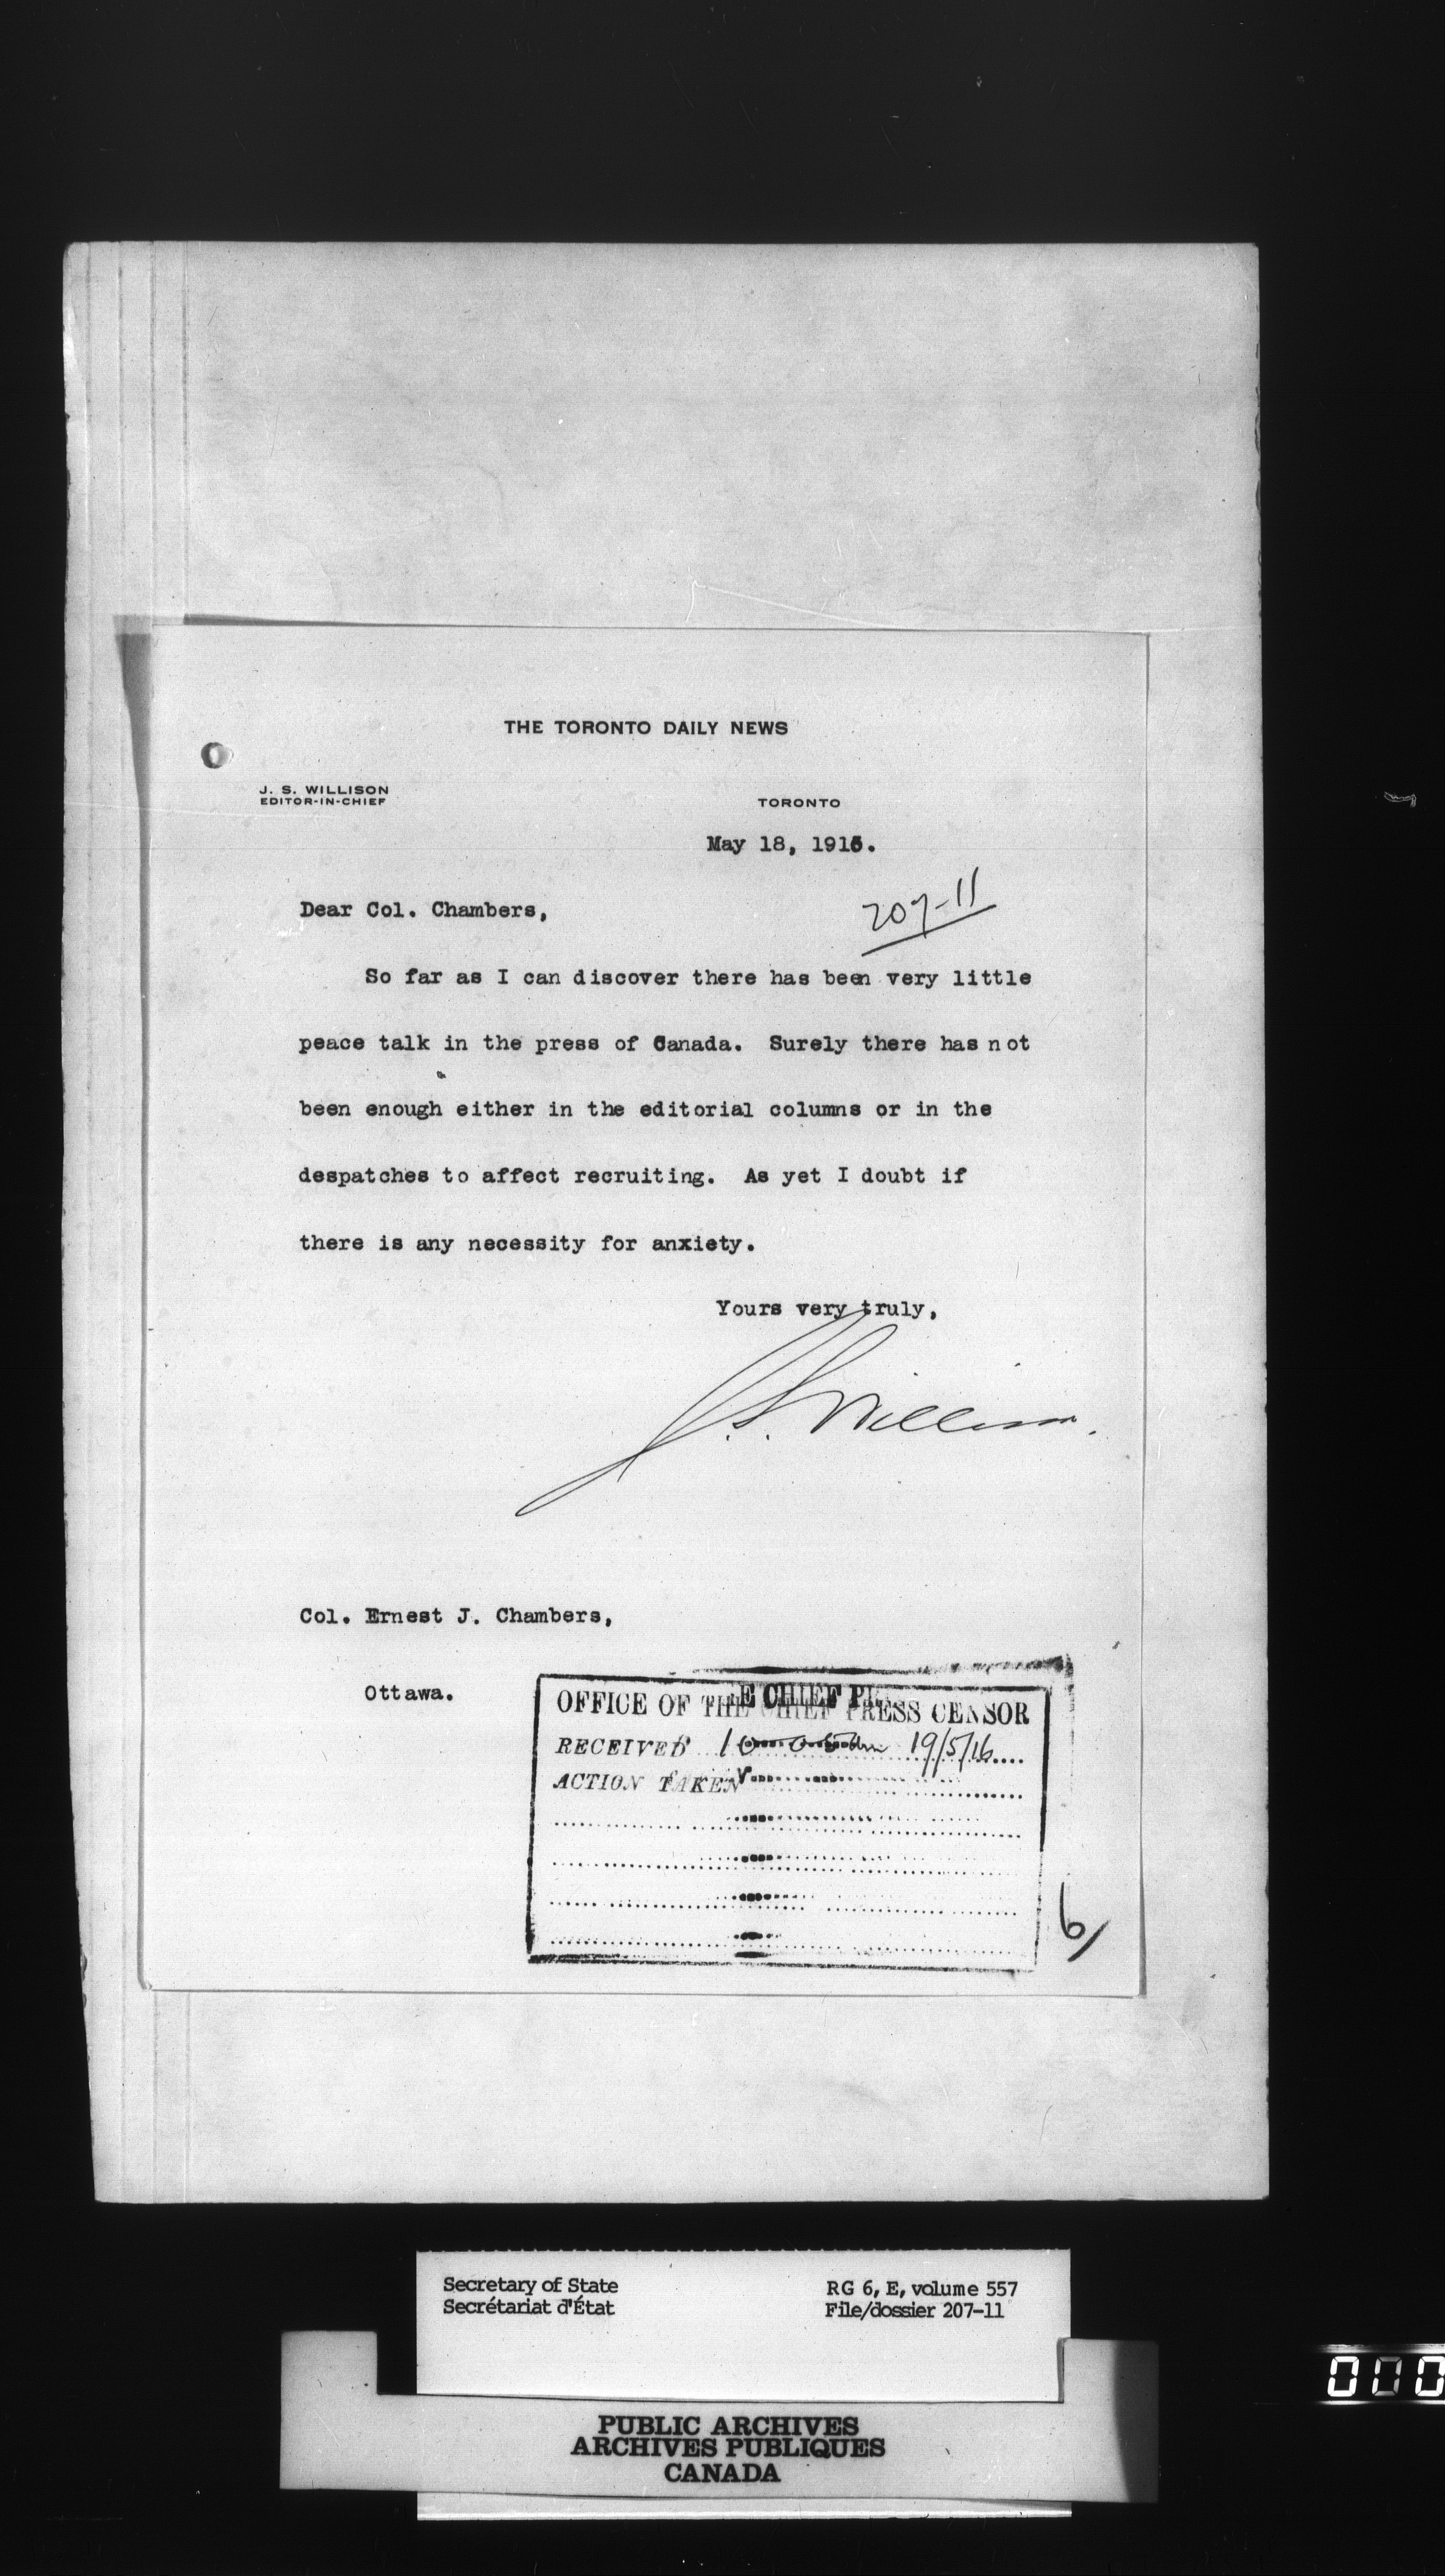 THE TORONTO DAILY NEWS
J. S. WILLISON
EDITOR-IN-CHIEF
TORONTO
May 18, 1916.
207-11
Dear Col. Chambers,
So far as I can discover there has been very little
peace talk in the press of Canada. Surely there has not
been enough either in the editorial columns or in the
despatches to affect recruiting. As yet I doubt if
there is any necessity for anxiety.
Yours very truly,
J. S. Willison.
Col. Ernest J. Chambers,
Ottawa.
OFFICE OF THE CHIEF PRESS CENSOR
RECEIVED 19/5/16
ACTION TAKEN
6/
Secretary of State
Secrétariat d'État
RG 6, E, volume 557
File/dossier 207-11
PUBLIC ARCHIVES
ARCHIVES PUBLIQUES
CANADA
000